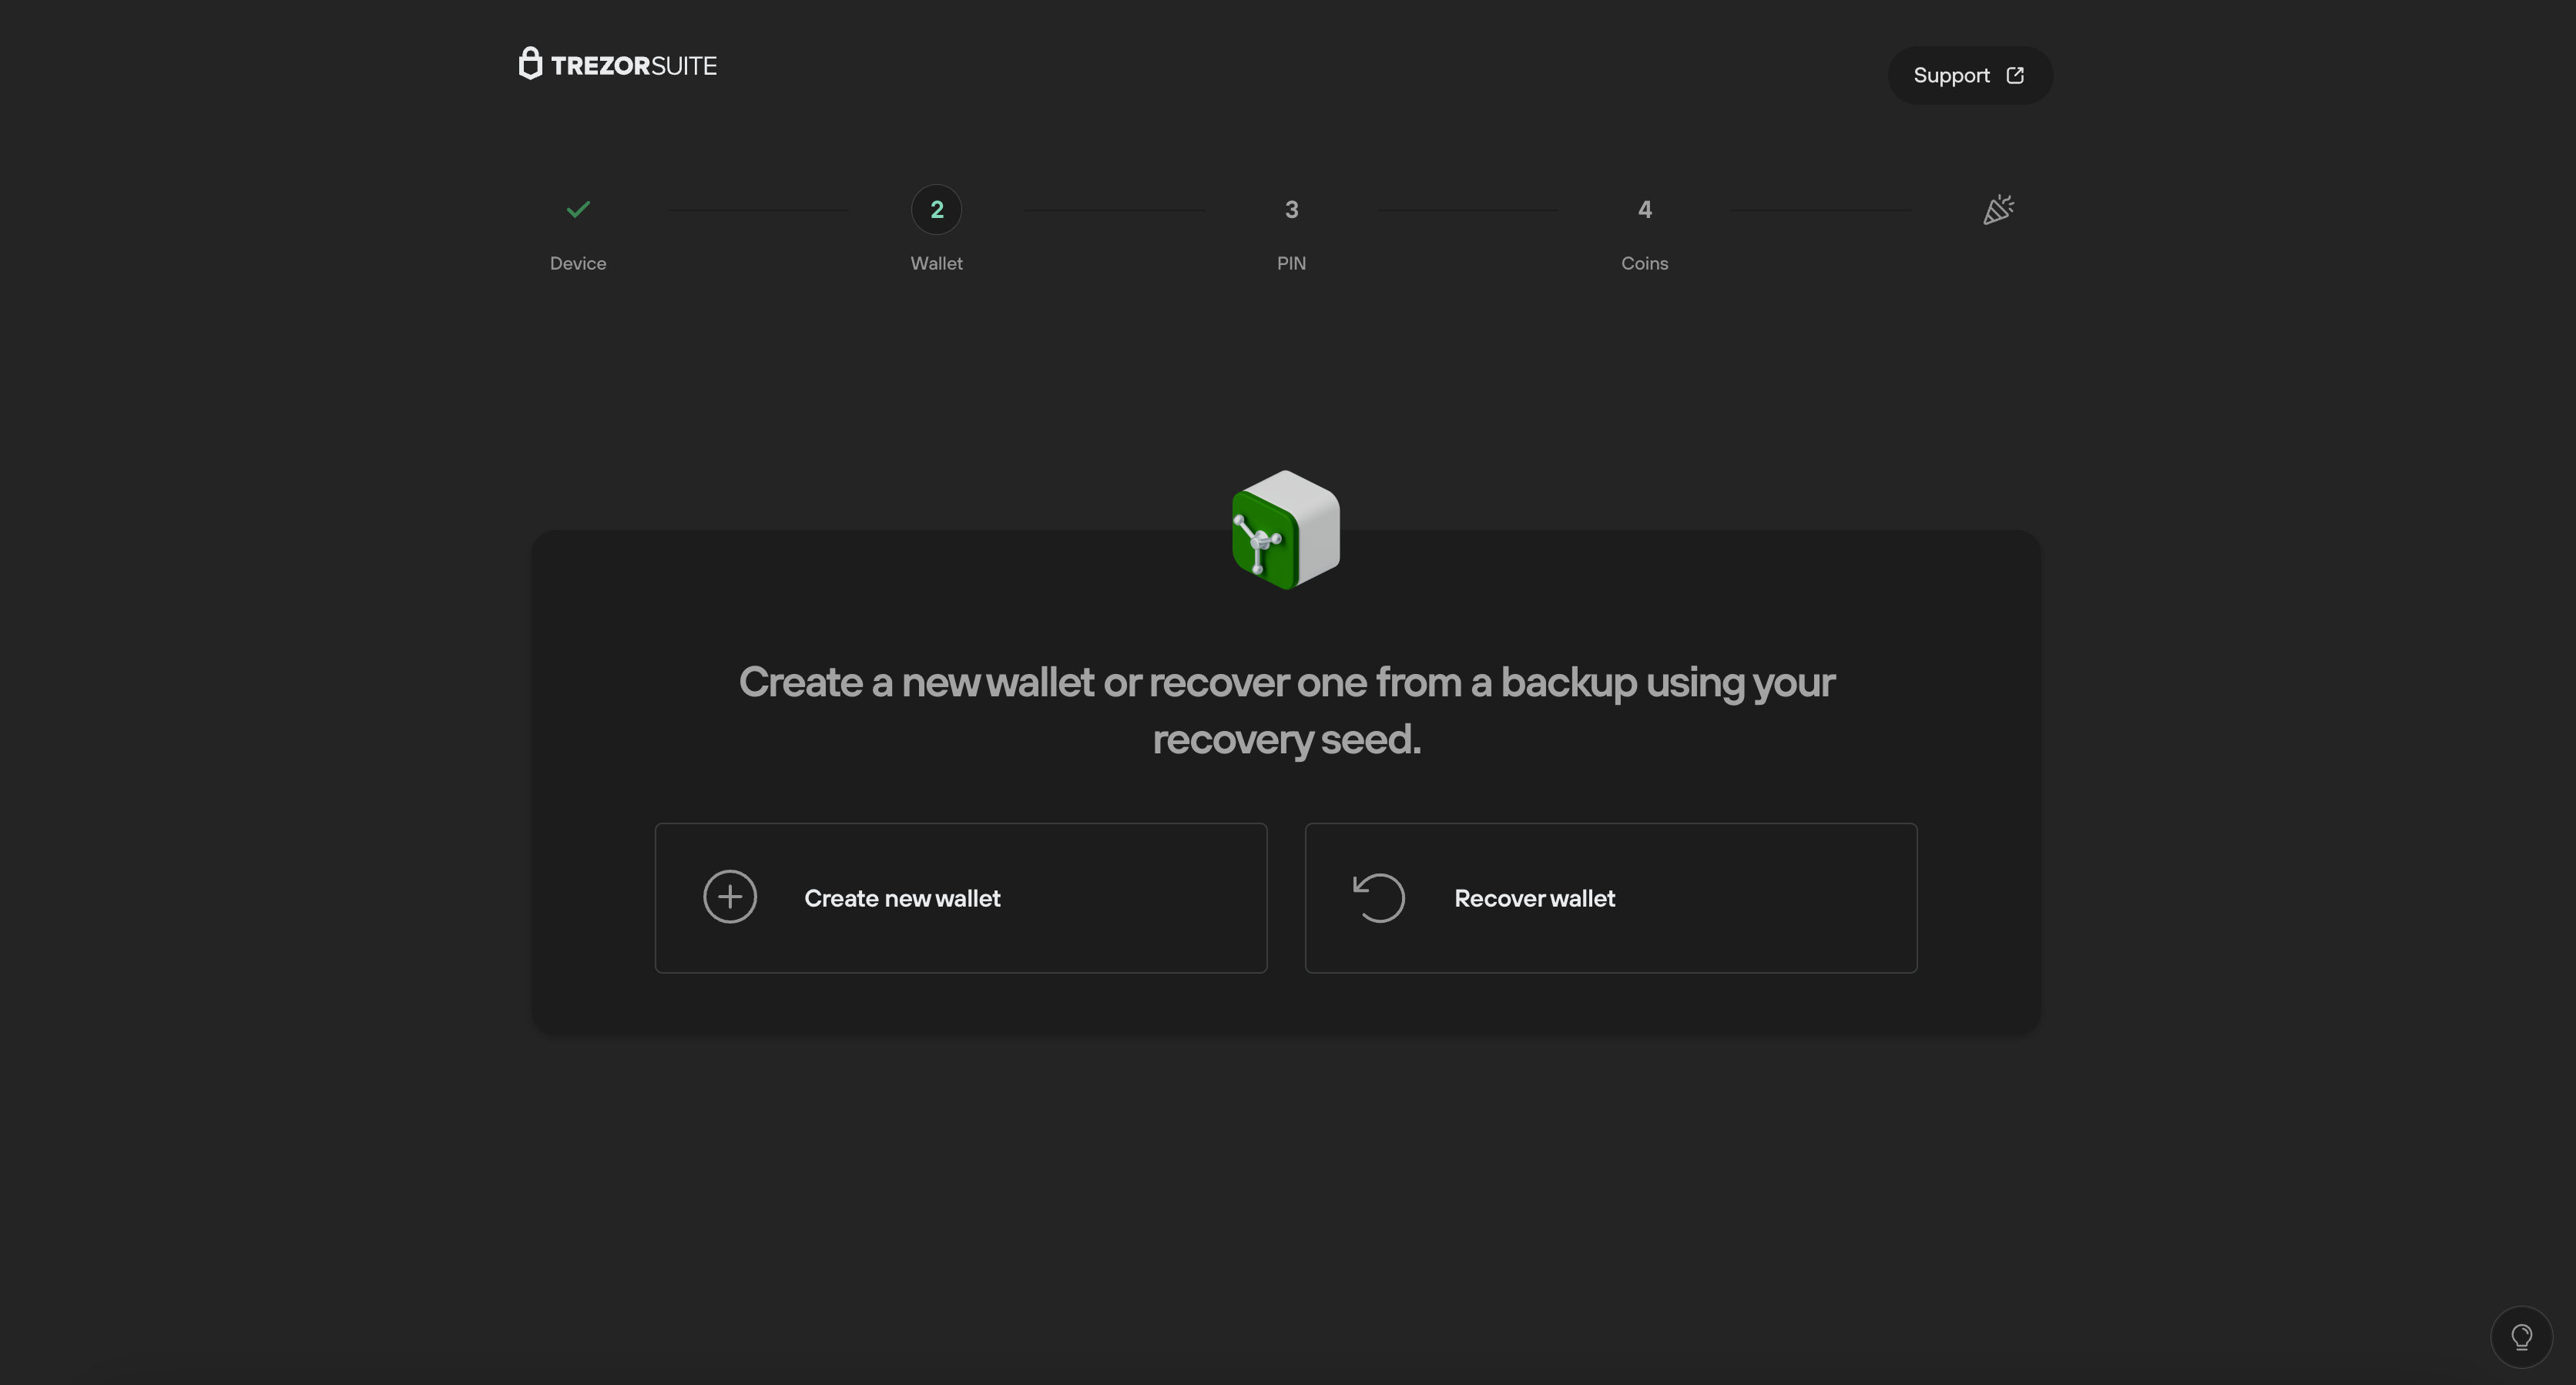 TREZORSUITE
Support
2
3
4
Device
Wallet
PIN
Coins
Create a new wallet or recover one from a backup using your
recovery seed.
Create new wallet
Recover wallet